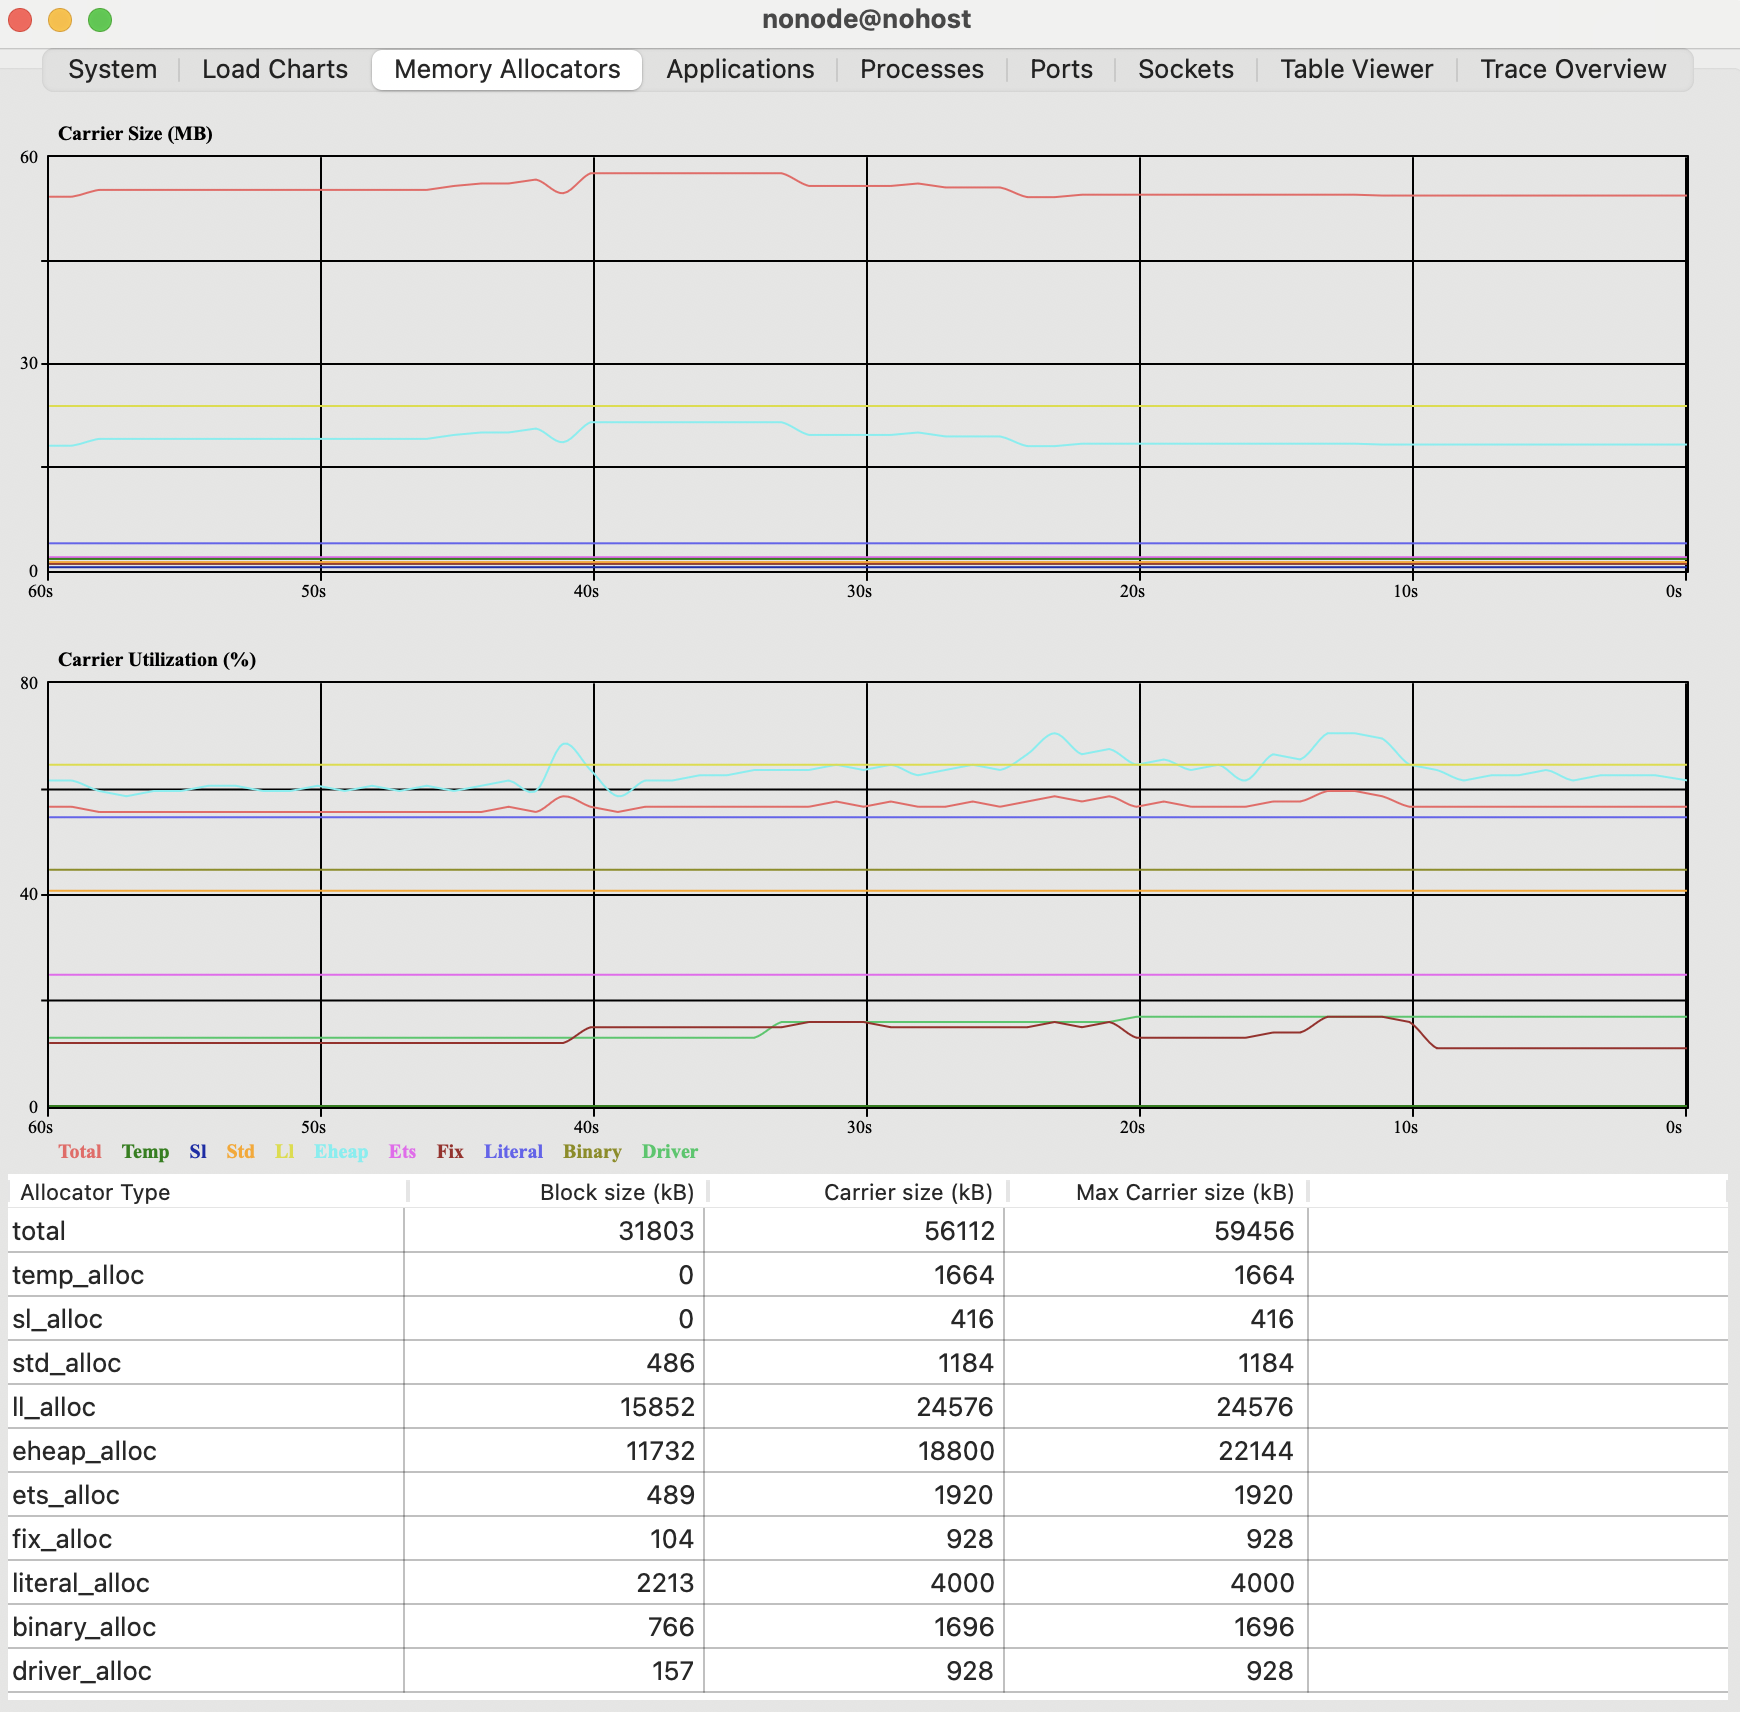 nonode@nohost
System Load Charts Memory Allocators Applications Processes Ports Sockets Table Viewer Trace Overview
Carrier Size (MB)
60
30
0
60s 50s 40s 30s 20s 10s 0s
Carrier Utilization (%)
80
40
0
60s 50s 40s 30s 20s 10s 0s
Total Temp Sl Std Ll Eheap Ets Fix Literal Binary Driver
Allocator Type Block size (kB) Carrier size (kB) Max Carrier size (kB)
total 31803 56112 59456
temp_alloc 0 1664 1664
sl_alloc 0 416 416
std_alloc 486 1184 1184
ll_alloc 15852 24576 24576
eheap_alloc 11732 18800 22144
ets_alloc 489 1920 1920
fix_alloc 104 928 928
literal_alloc 2213 4000 4000
binary_alloc 766 1696 1696
driver_alloc 157 928 928